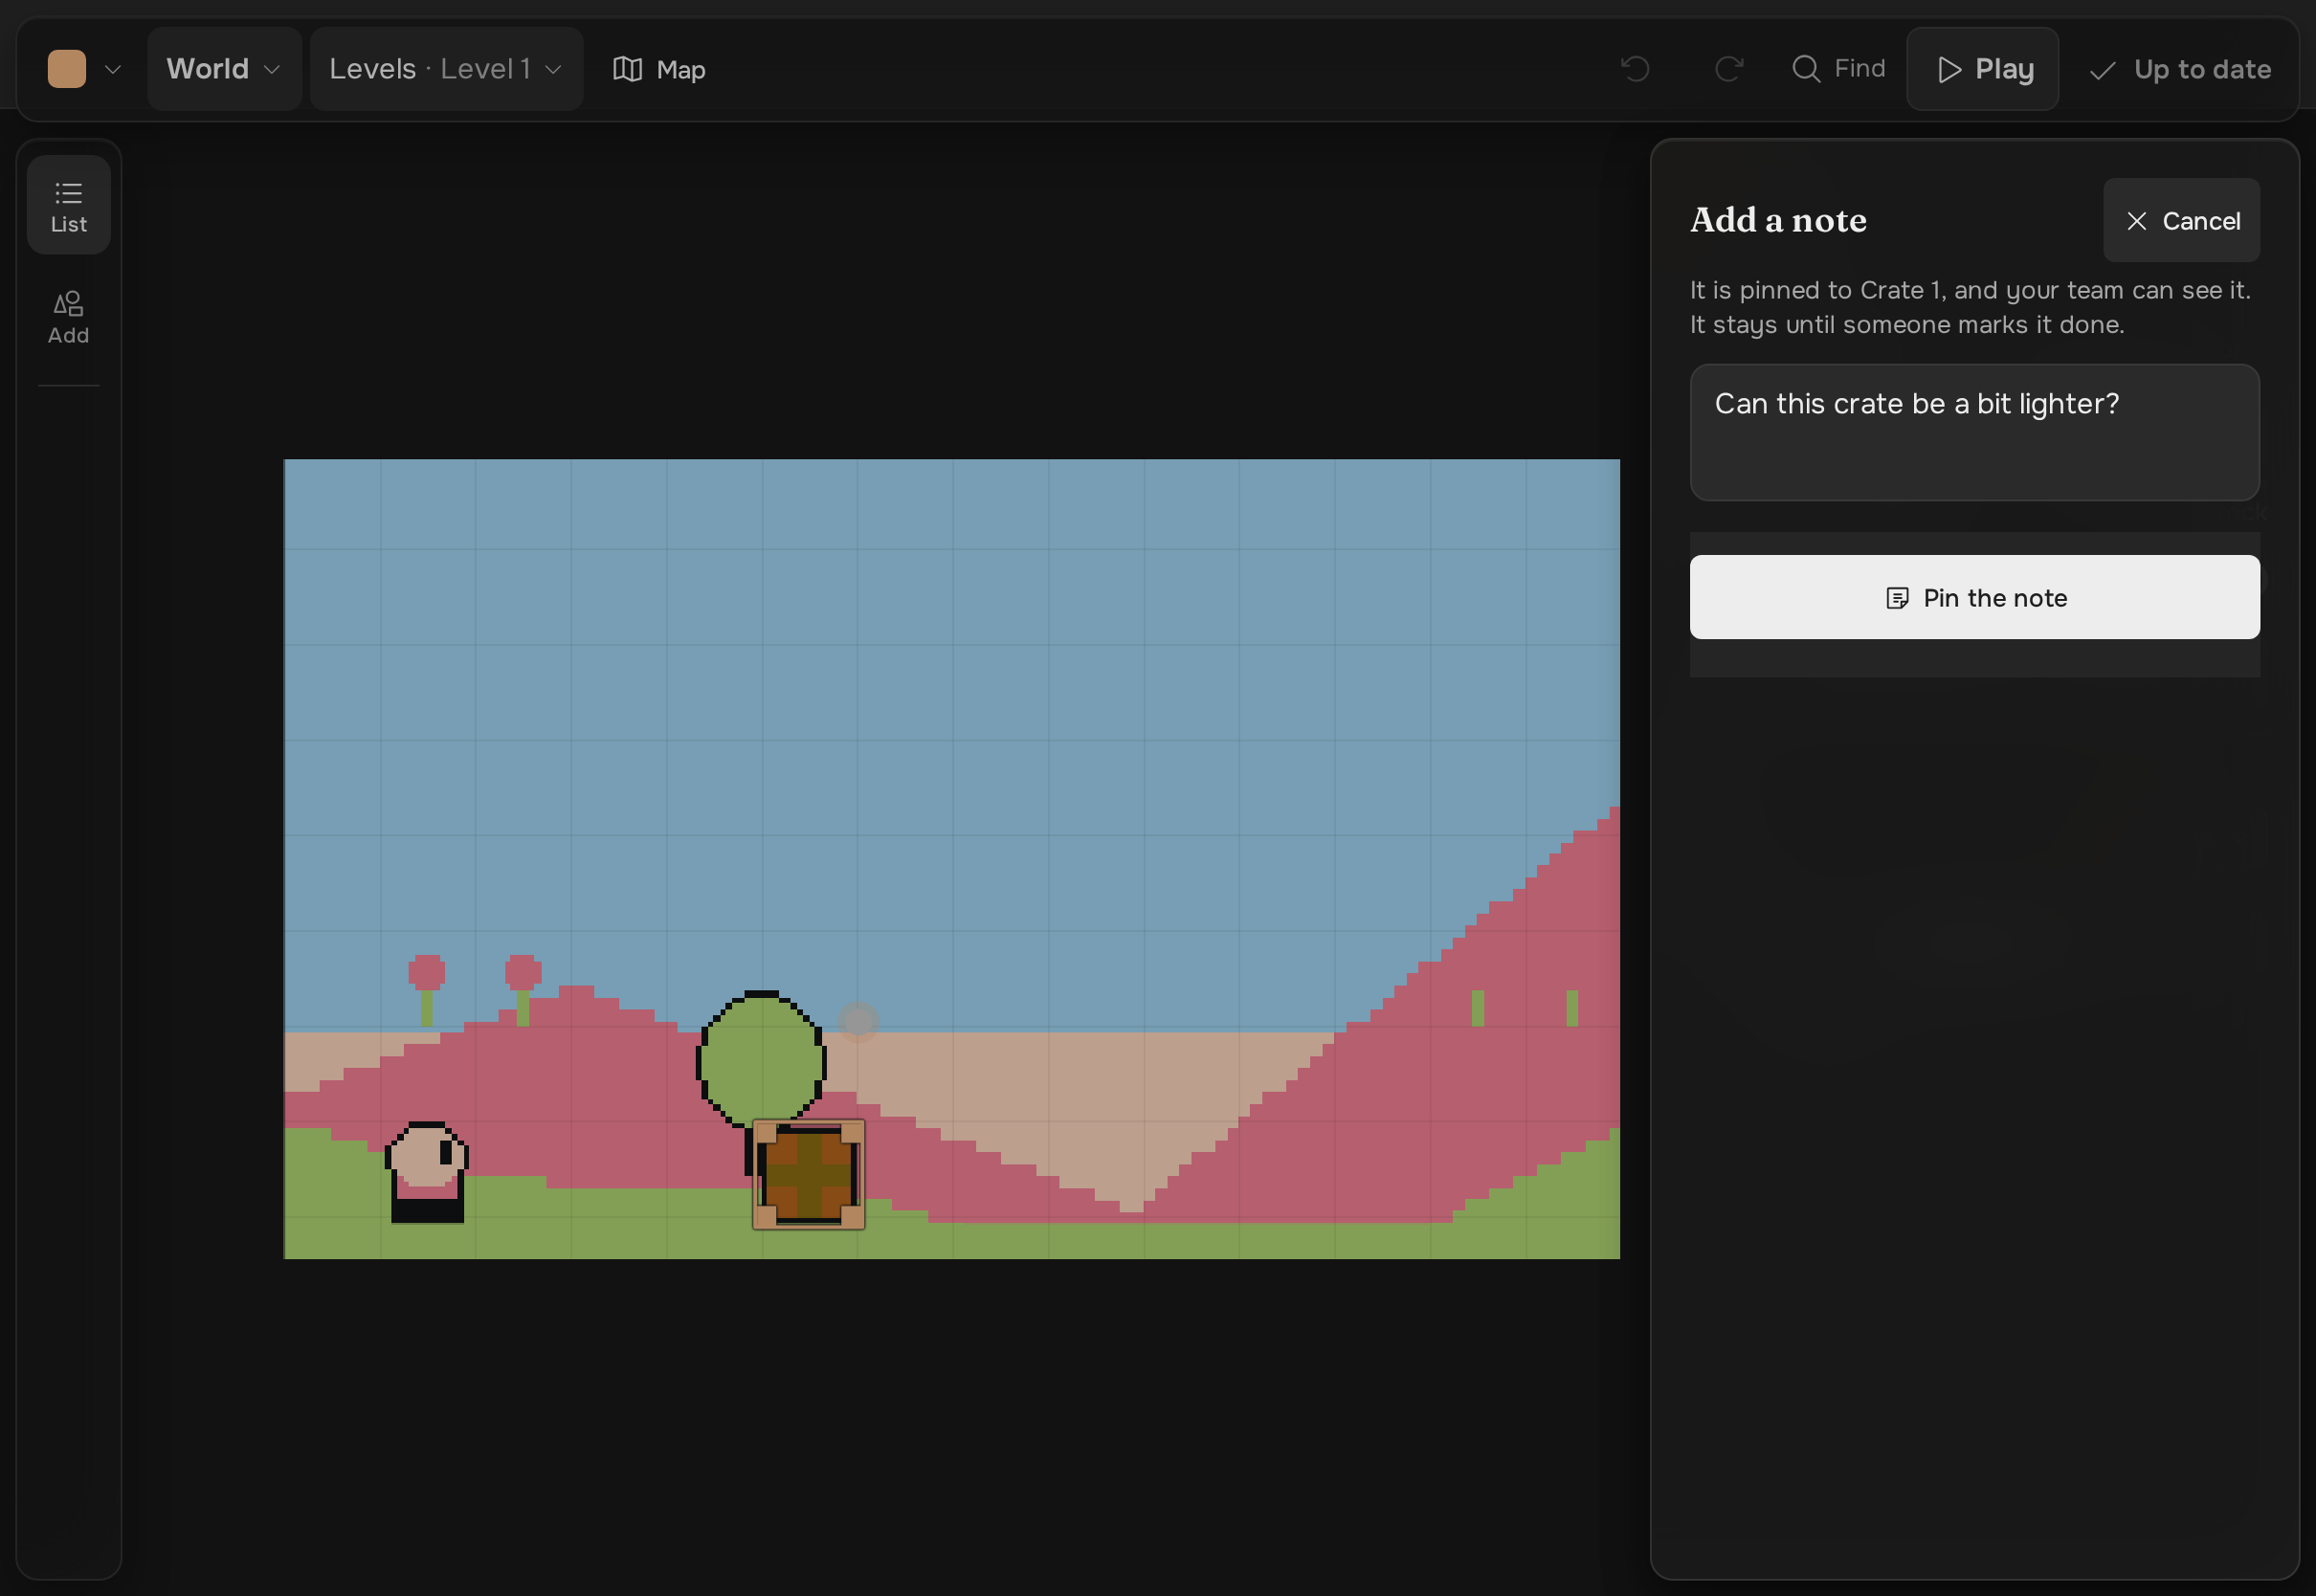 World
Levels · Level 1
Map
Find
Play
Up to date
List
Add
Add a note
Cancel
It is pinned to Crate 1, and your team can see it.
It stays until someone marks it done.
Can this crate be a bit lighter?
Pin the note